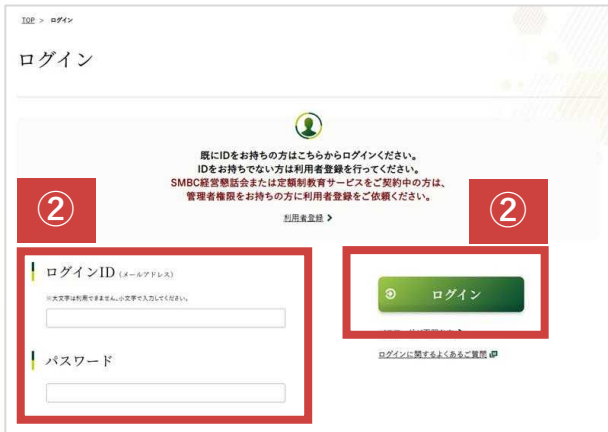 TOP > ログイン
ログイン
既にIDをお持ちの方はこちらからログインください。
IDをお持ちでない方は利用者登録を行ってください。
SMBC経営懇話会または定額制教育サービスをご契約中の方は、
管理者権限をお持ちの方に利用者登録をご依頼ください。
利用者登録 >
②
②
ログインID (メールアドレス)
※大文字は利用できません。小文字で入力してください。
パスワード
ログイン
ログインに関するよくあるご質問